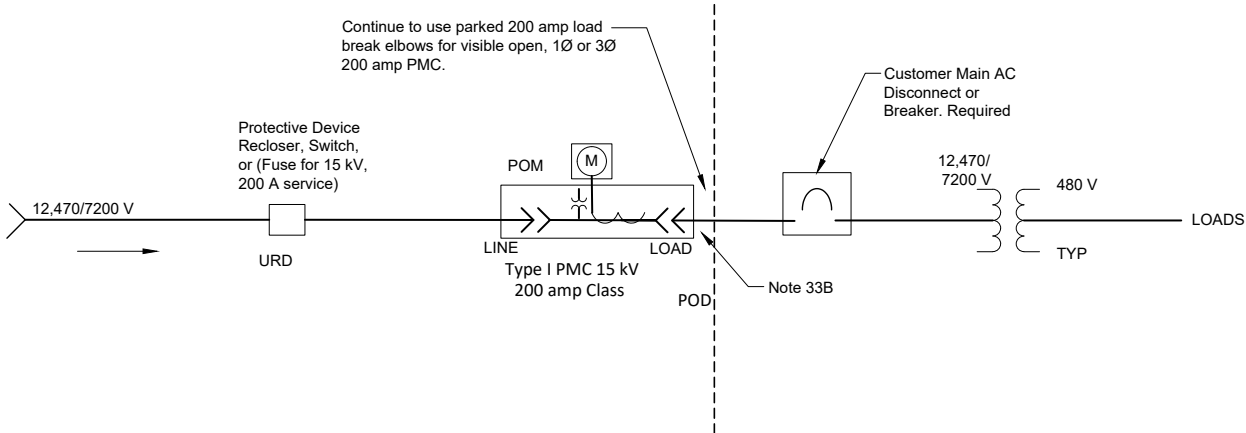 Continue to use parked 200 amp load
break elbows for visible open, 1Ø or 3Ø
200 amp PMC.
Customer Main AC
Disconnect or
Breaker. Required
Protective Device
Recloser, Switch,
or (Fuse for 15 kV,
200 A service)
POM
M
12,470/
7200 V
480 V
12,470/7200 V
LOADS
URD
LINE
LOAD
TYP
Type I PMC 15 kV
200 amp Class
Note 33B
POD